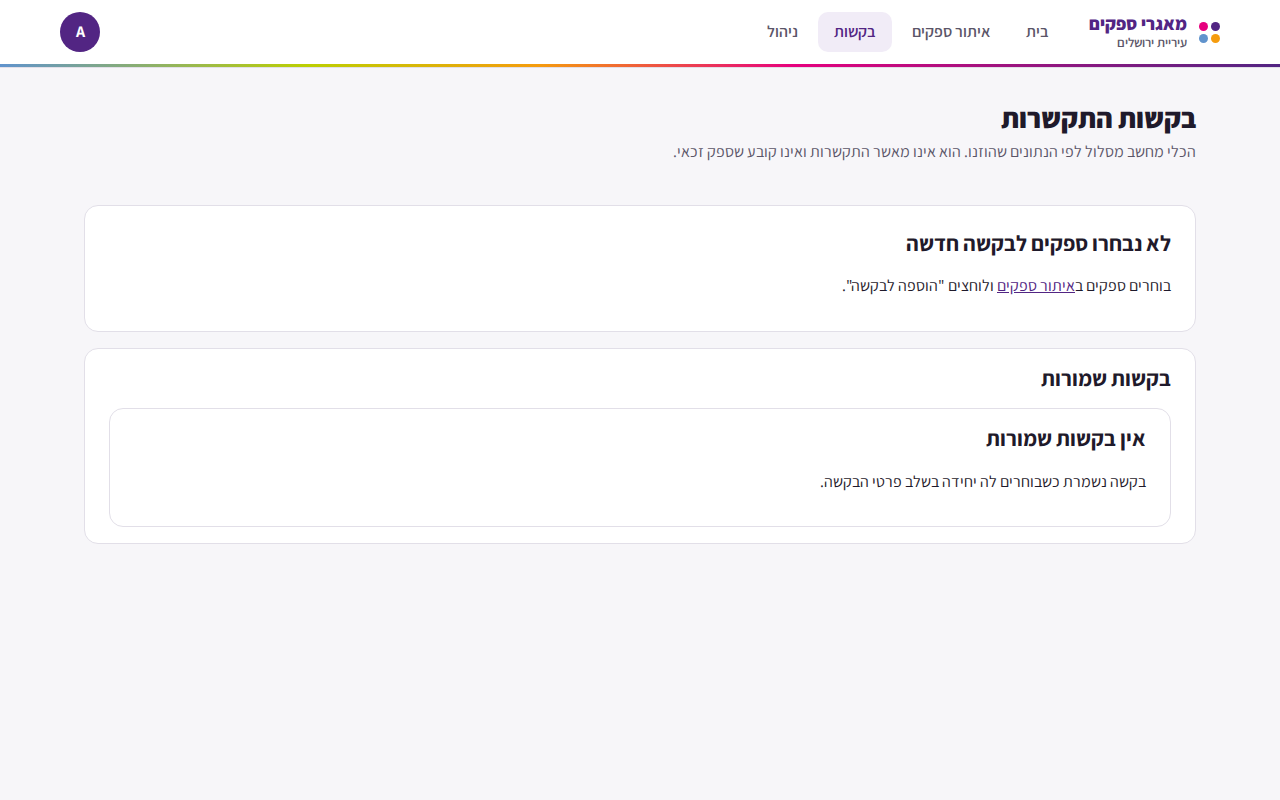 מאגרי ספקים
עיריית ירושלים
בית
איתור ספקים
בקשות
ניהול
A
בקשות התקשרות
הכלי מחשב מסלול לפי הנתונים שהוזנו. הוא אינו מאשר התקשרות ואינו קובע שספק זכאי.
לא נבחרו ספקים לבקשה חדשה
בוחרים ספקים באיתור ספקים ולוחצים "הוספה לבקשה".
בקשות שמורות
אין בקשות שמורות
בקשה נשמרת כשבוחרים לה יחידה בשלב פרטי הבקשה.